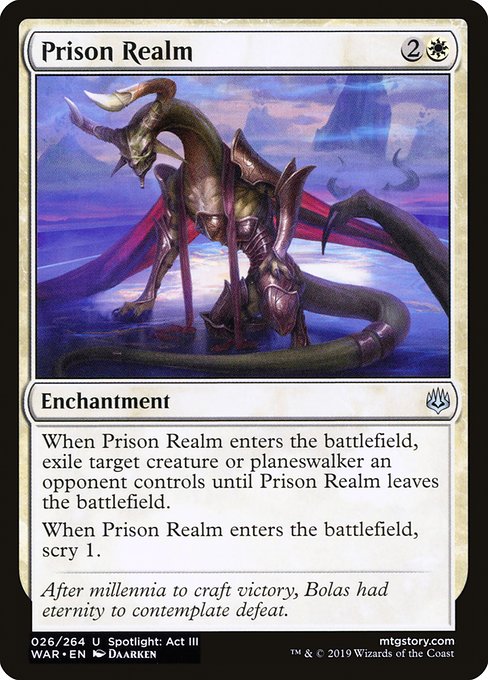 Prison Realm 2
Enchantment
When Prison Realm enters the battlefield,
exile target creature or planeswalker an
opponent controls until Prison Realm leaves
the battlefield.
When Prison Realm enters the battlefield,
scry 1.
After millennia to craft victory, Bolas had
eternity to contemplate defeat.
026/264 U Spotlight: Act III
mtgstory.com
WAR • EN DAARKEN
™ & © 2019 Wizards of the Coast